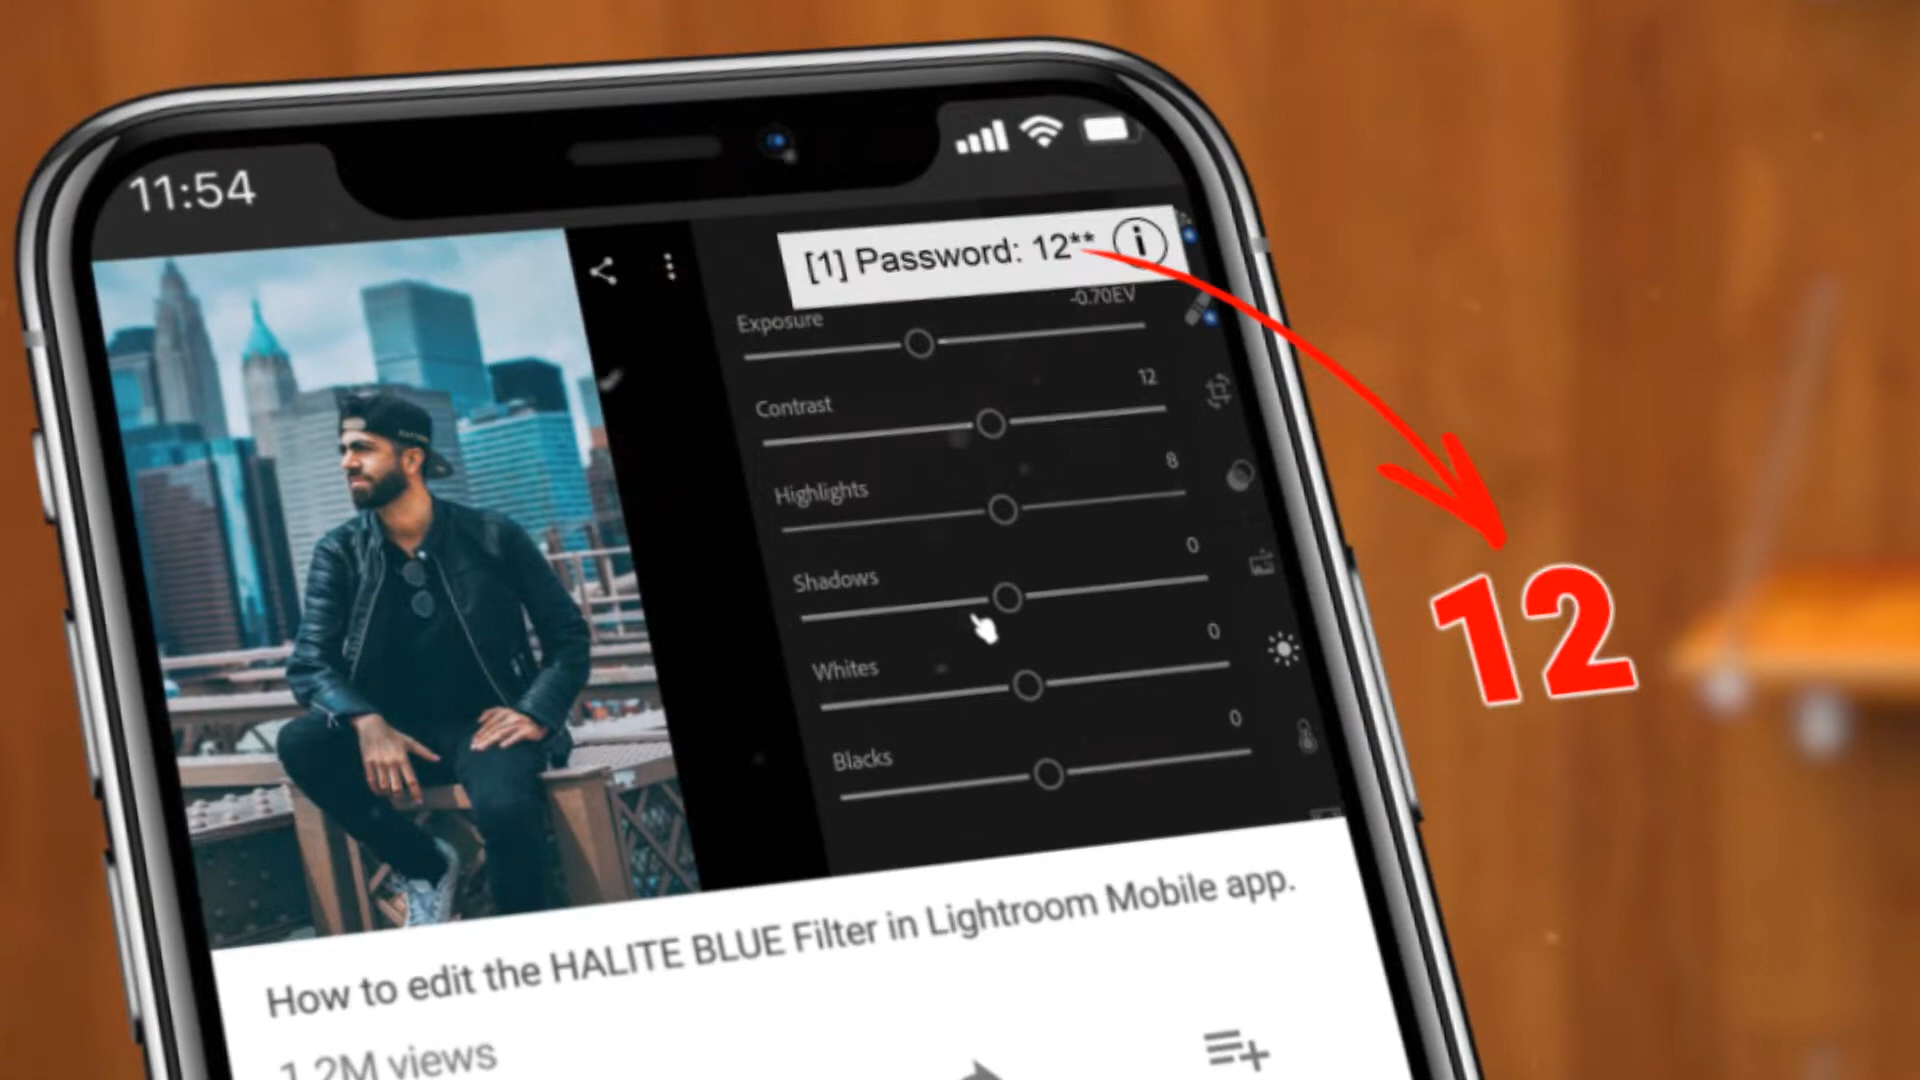 11:54
[1] Password: 12** i
Exposure -0.70EV
Contrast 12
Highlights 8
Shadows 0
Whites 0
Blacks 0
12
How to edit the HALITE BLUE Filter in Lightroom Mobile app.
1.2M views